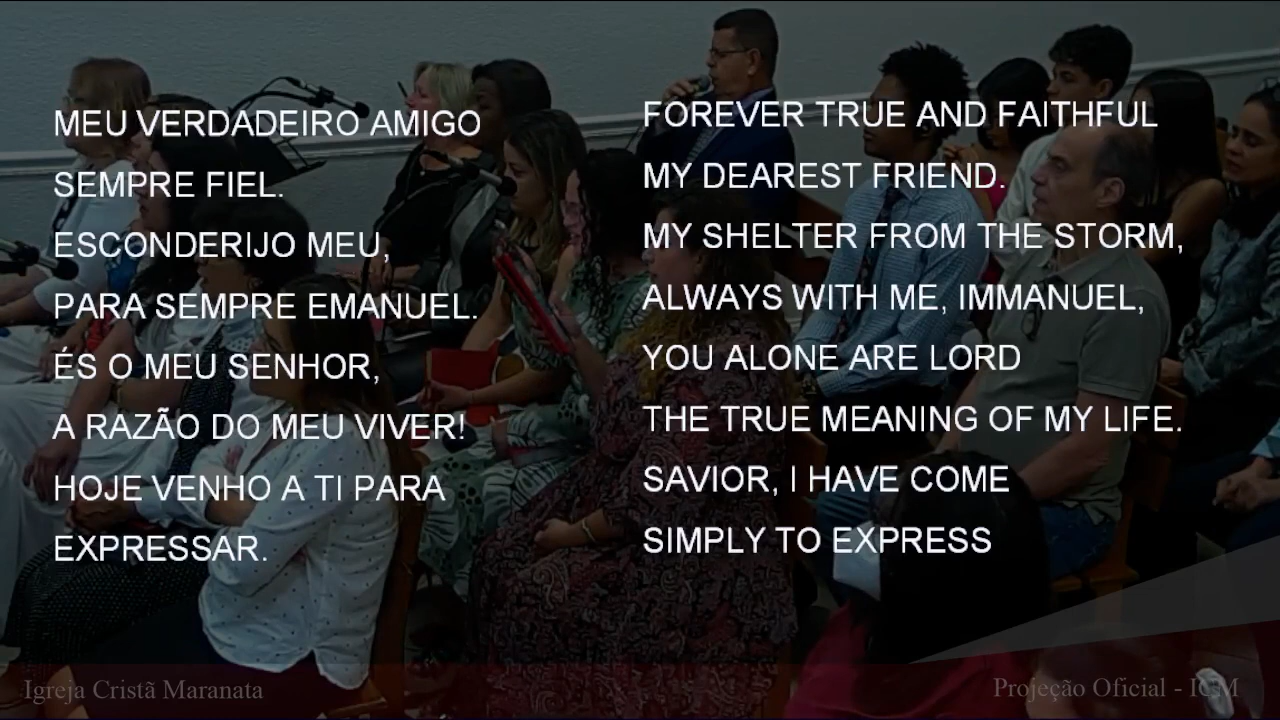 MEU VERDADEIRO AMIGO
SEMPRE FIEL.
ESCONDERIJO MEU,
PARA SEMPRE EMANUEL.
ÉS O MEU SENHOR,
A RAZÃO DO MEU VIVER!
HOJE VENHO A TI PARA
EXPRESSAR.
FOREVER TRUE AND FAITHFUL
MY DEAREST FRIEND.
MY SHELTER FROM THE STORM,
ALWAYS WITH ME, IMMANUEL,
YOU ALONE ARE LORD
THE TRUE MEANING OF MY LIFE.
SAVIOR, I HAVE COME
SIMPLY TO EXPRESS
Igreja Cristã Maranata
Projeção Oficial - ICM